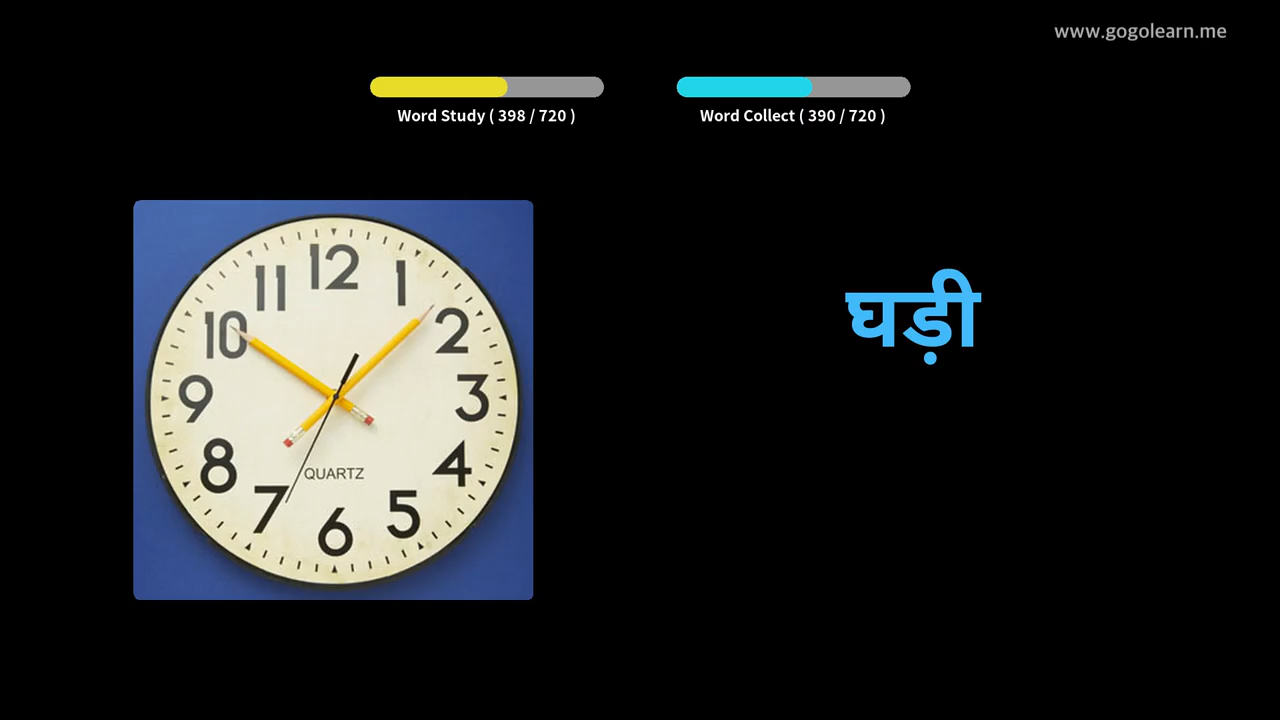 www.gogolearn.me
Word Study ( 398 / 720 )
Word Collect ( 390 / 720 )
12
11
1
10
2
9
3
8
4
QUARTZ
7
5
6
घड़ी